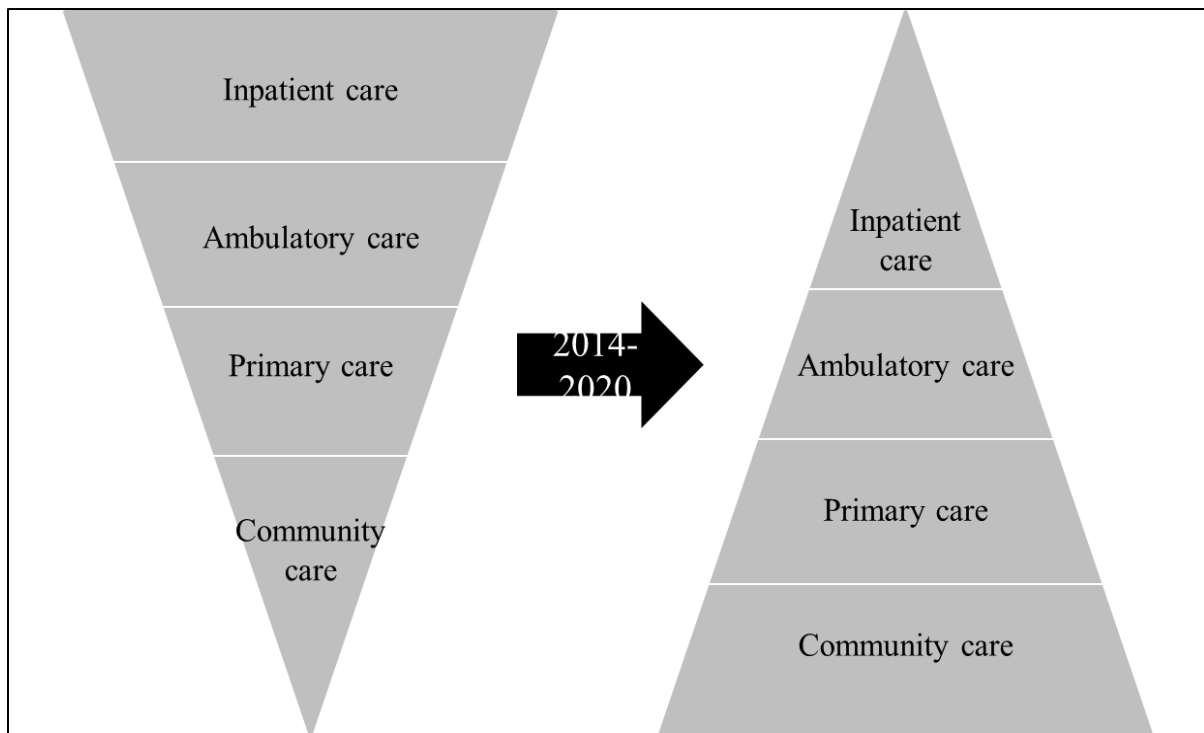 Inpatient care
Ambulatory care
Primary care
Community
care
2014-
2020
Inpatient
care
Ambulatory care
Primary care
Community care